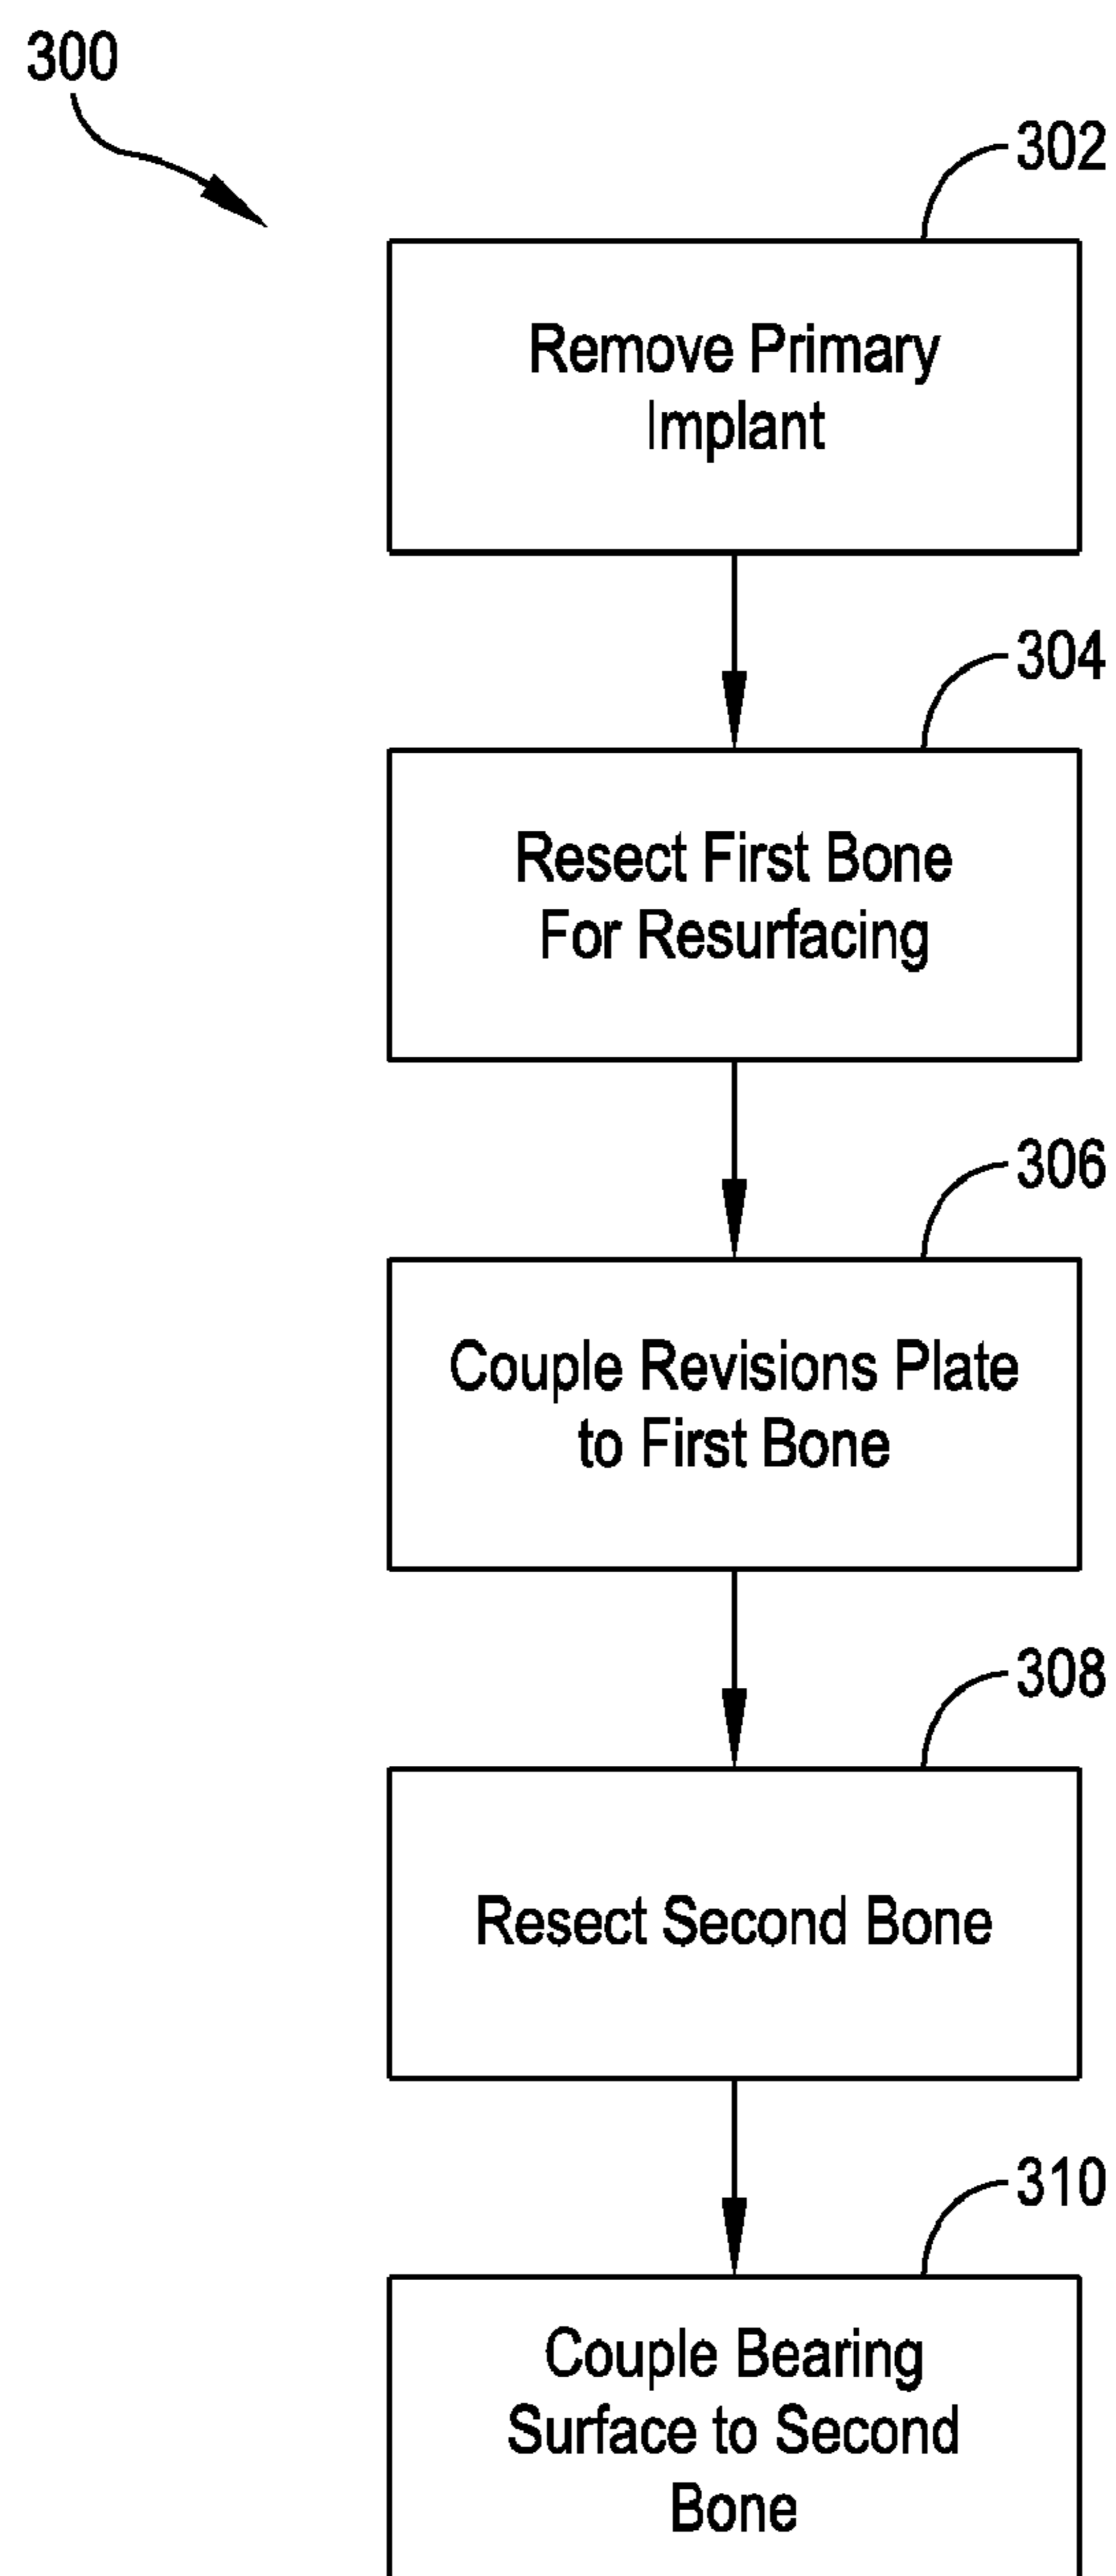 300
302
Remove Primary
Implant
304
Resect First Bone
For Resurfacing
306
Couple Revisions Plate
to First Bone
308
Resect Second Bone
310
Couple Bearing
Surface to Second
Bone